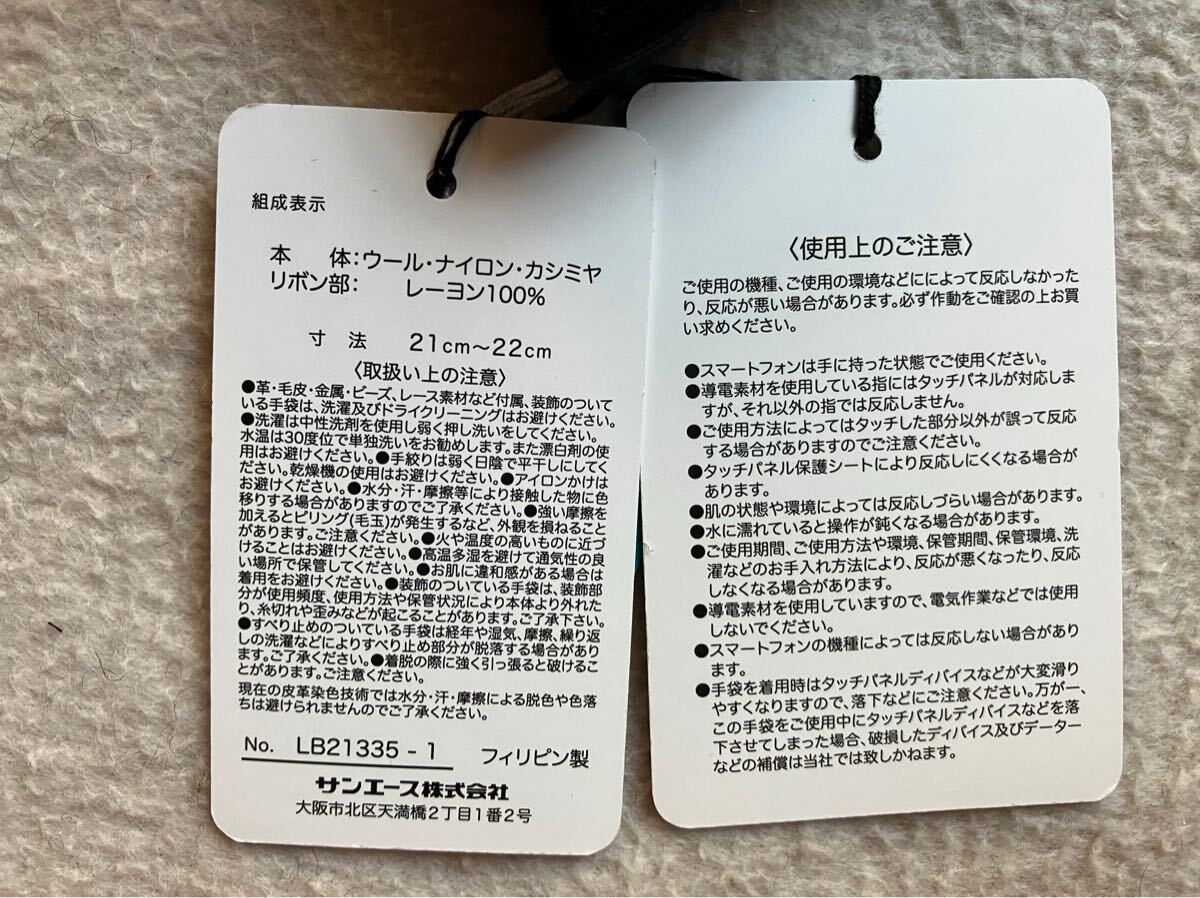 組成表示
本　体：ウール・ナイロン・カシミヤ
リボン部：　レーヨン100%
寸　法　21cm～22cm
〈取扱い上の注意〉
●革・毛皮・金属・ビーズ、レース素材など付属、装飾のついて
いる手袋は、洗濯及びドライクリーニングはお避けください。
●洗濯は中性洗剤を使用し弱く押し洗いをしてください。
水温は30度位で単独洗いをお勧めします。また漂白剤の使
用はお避けください。●手絞りは弱く日陰で平干しにしてく
ださい。乾燥機の使用はお避けください。●アイロンかけは
お避けください。●水分・汗・摩擦等により接触した物に色
移りする場合がありますのでご了承ください。●強い摩擦を
加えるとピリング(毛玉)が発生するなど、外観を損ねること
があります。ご注意ください。●火や温度の高いものに近づ
けることはお避けください。●高温多湿を避けて通気性の良
い場所で保管してください。●お肌に違和感がある場合は
着用をお避けください。●装飾のついている手袋は、装飾部
分が使用頻度、使用方法や保管状況により本体より外れた
り、糸切れや歪みなどが起こることがあります。ご了承下さい。
●すべり止めのついている手袋は経年や湿気、摩擦、繰り返
しの洗濯などによりすべり止め部分が脱落する場合があり
ます。ご了承ください。●着脱の際に強く引っ張ると破けるこ
とがあります。ご注意ください。
現在の皮革染色技術では水分・汗・摩擦による脱色や色落
ちは避けられませんのでご了承ください。
No. LB21335-1　フィリピン製
サンエース株式会社
大阪市北区天満橋2丁目1番2号
〈使用上のご注意〉
ご使用の機種、ご使用の環境などにによって反応しなかった
り、反応が悪い場合があります。必ず作動をご確認の上お買
い求めください。
●スマートフォンは手に持った状態でご使用ください。
●導電素材を使用している指にはタッチパネルが対応しま
すが、それ以外の指では反応しません。
●ご使用方法によってはタッチした部分以外が誤って反応
する場合がありますのでご注意ください。
●タッチパネル保護シートにより反応しにくくなる場合が
あります。
●肌の状態や環境によっては反応しづらい場合があります。
●水に濡れていると操作が鈍くなる場合があります。
●ご使用期間、ご使用方法や環境、保管期間、保管環境、洗
濯などのお手入れ方法により、反応が悪くなったり、反応
しなくなる場合があります。
●導電素材を使用していますので、電気作業などでは使用
しないでください。
●スマートフォンの機種によっては反応しない場合があり
ます。
●手袋を着用時はタッチパネルディバイスなどが大変滑り
やすくなりますので、落下などにご注意ください。万が一、
この手袋をご使用中にタッチパネルディバイスなどを落
下させてしまった場合、破損したディバイス及びデーター
などの補償は当社では致しかねます。